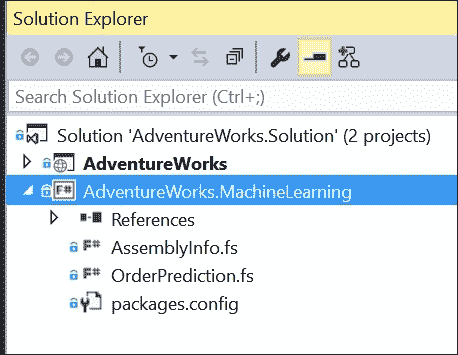 Solution Explorer
Search Solution Explorer (Ctrl+;)
Solution 'AdventureWorks.Solution' (2 projects)
AdventureWorks
F# AdventureWorks.MachineLearning
References
F# AssemblyInfo.fs
F# OrderPrediction.fs
packages.config